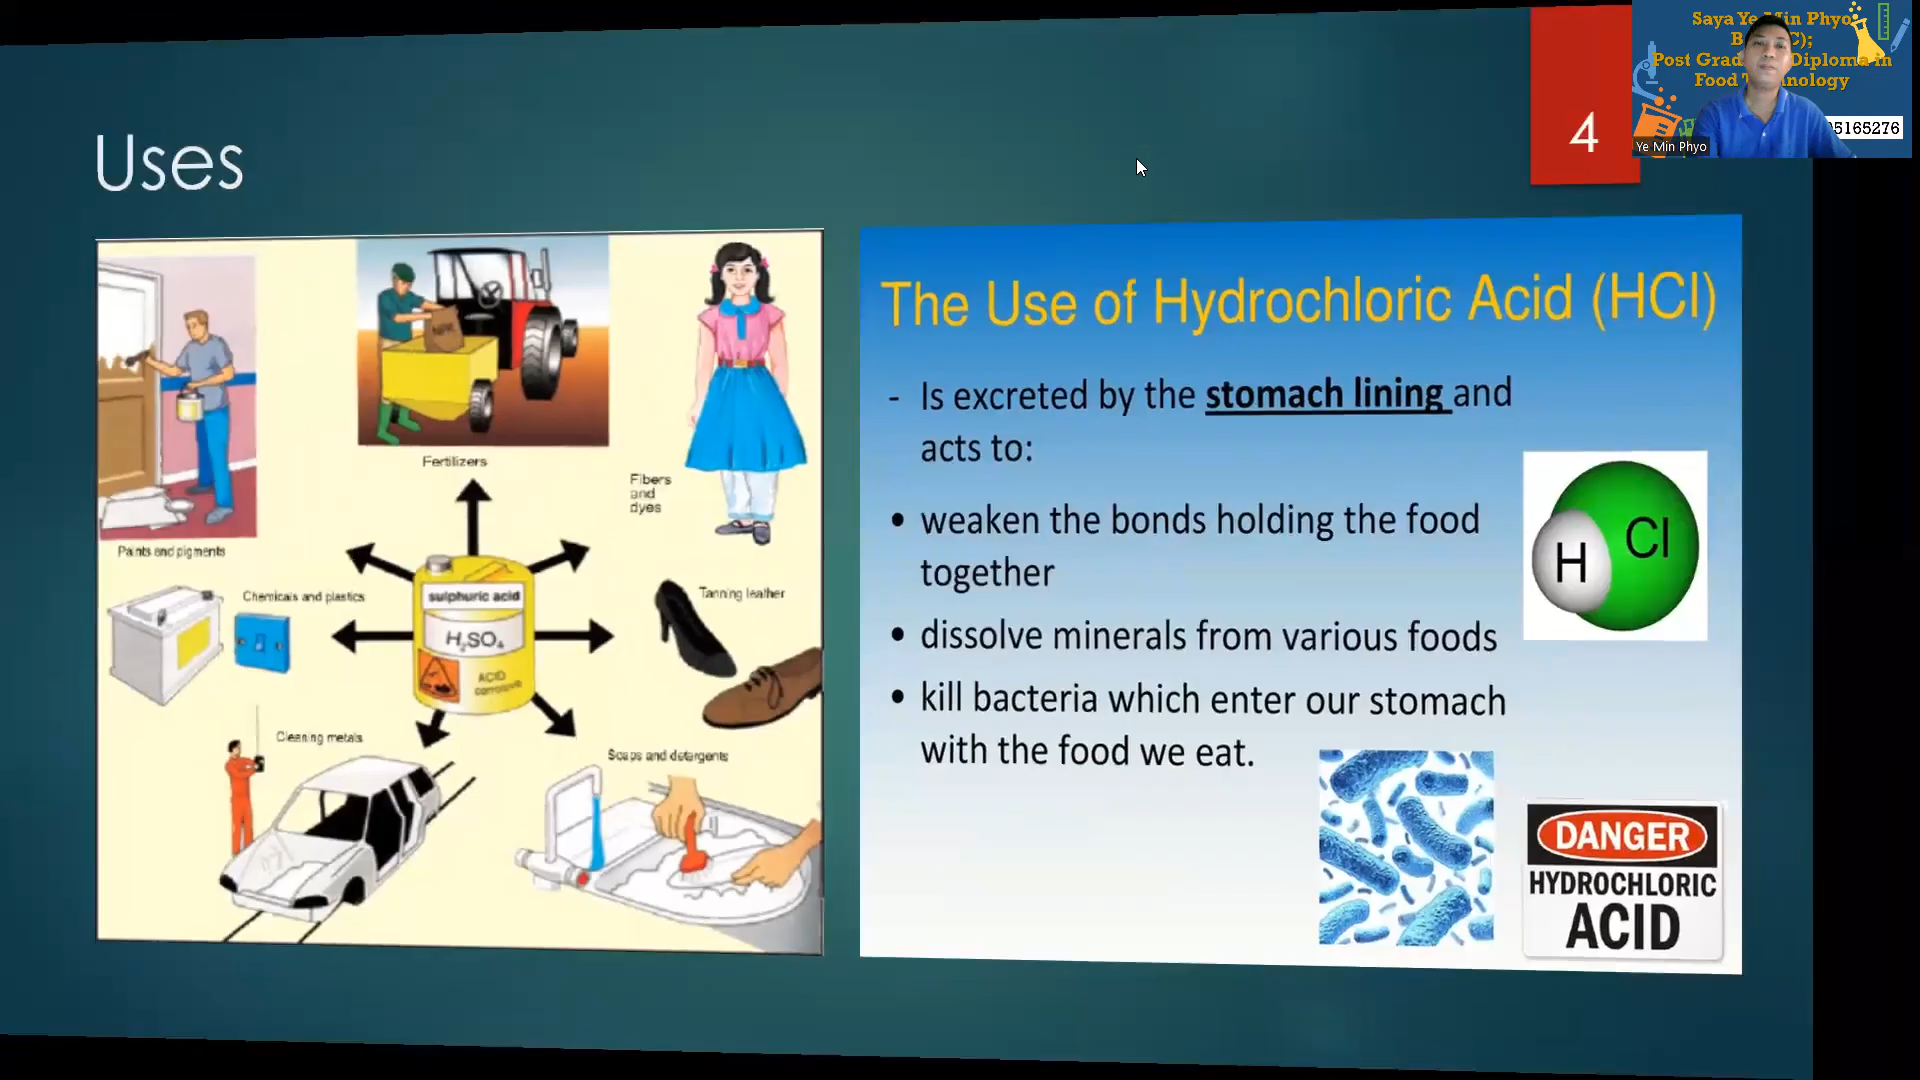 Saya Ye Min Phyo
Post Grad Diploma in
Food Technology
5165276
Ye Min Phyo
4
Uses
Fertilizers
Fibers
and
dyes
Paints and pigments
Chemicals and plastics
Tanning leather
sulphuric acid
H₂SO₄
ACID
corrosive
Cleaning metals
Soaps and detergents
The Use of Hydrochloric Acid (HCl)
- Is excreted by the stomach lining and
acts to:
• weaken the bonds holding the food
together
• dissolve minerals from various foods
• kill bacteria which enter our stomach
with the food we eat.
H
Cl
DANGER
HYDROCHLORIC
ACID